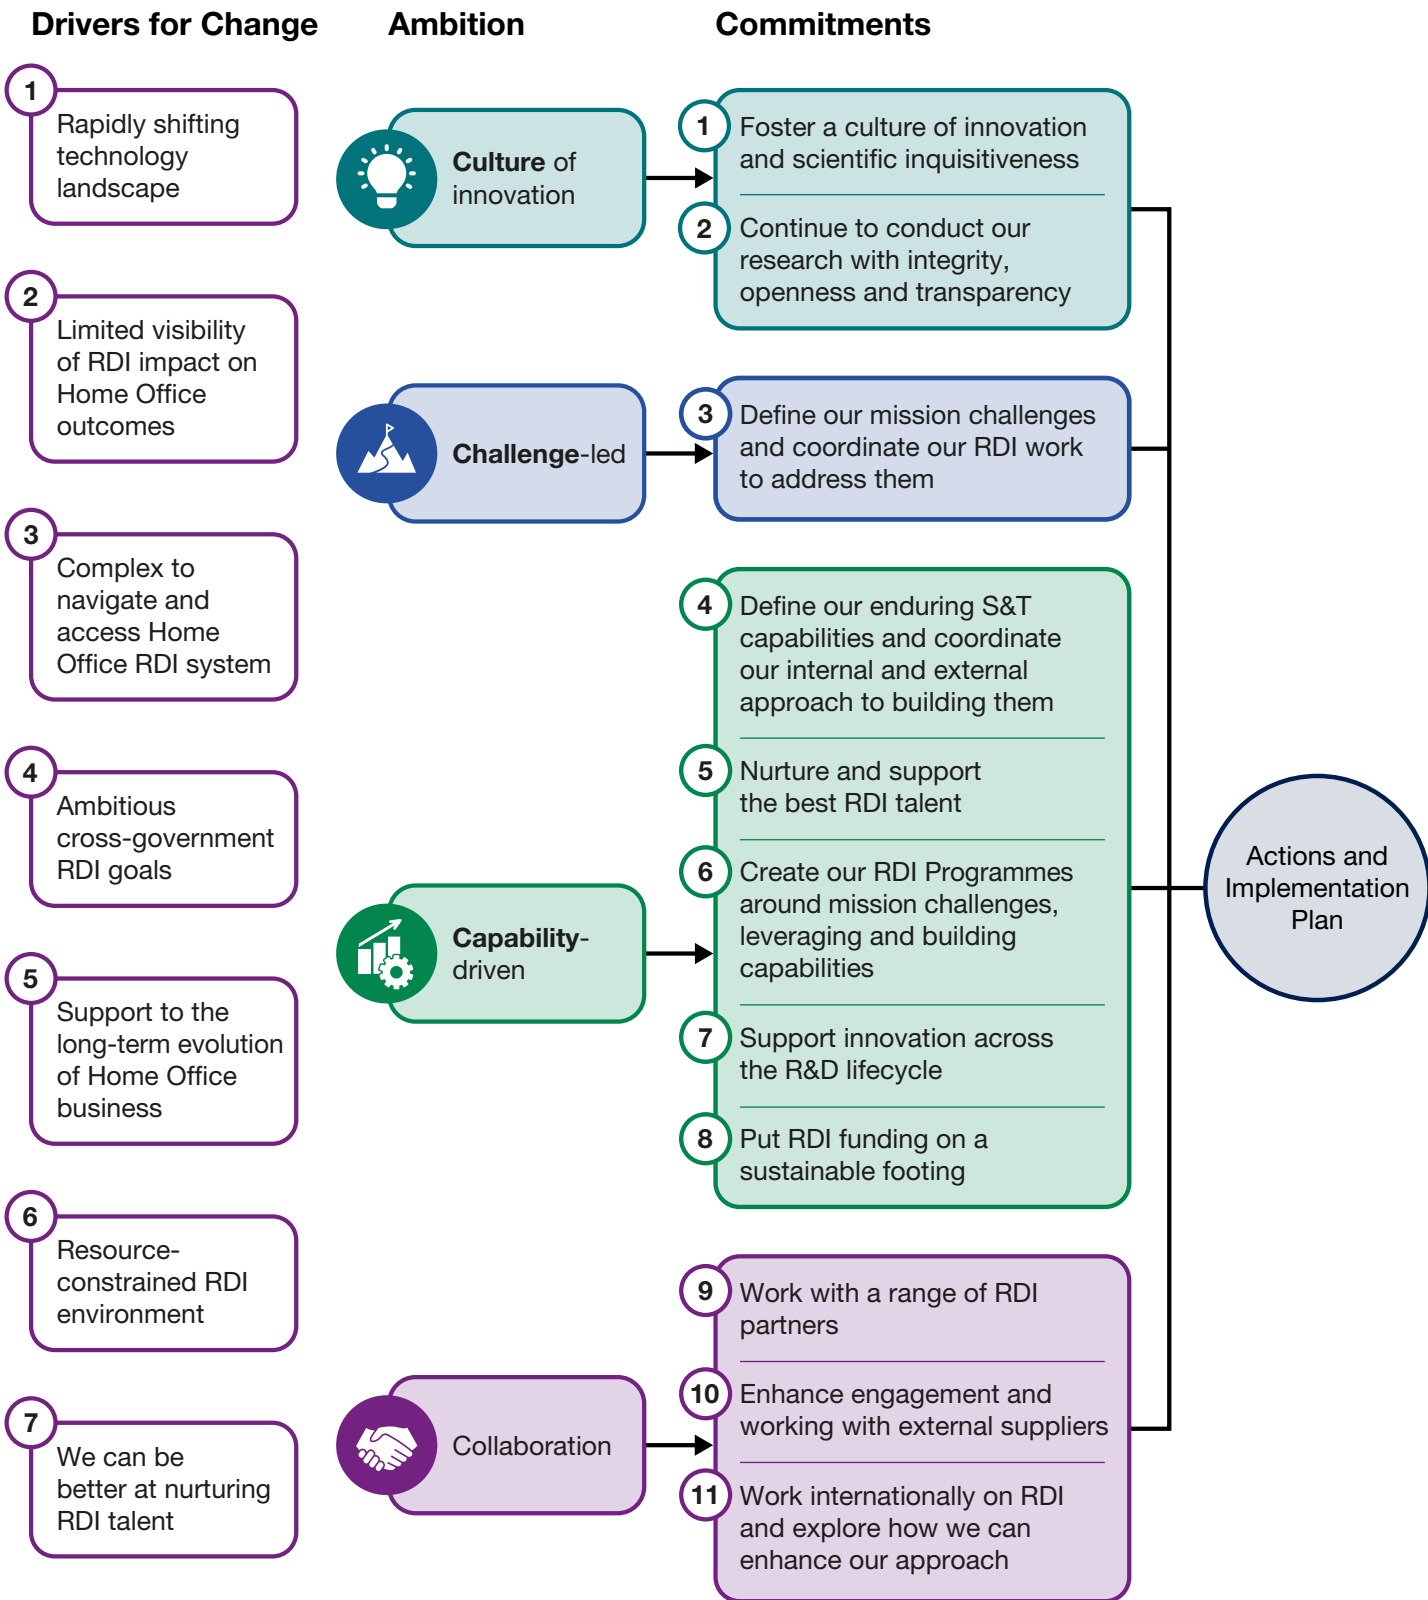 Drivers for Change
1
Rapidly shifting
technology
landscape
2
Limited visibility
of RDI impact on
Home Office
outcomes
3
Complex to
navigate and
access Home
Office RDI system
4
Ambitious
cross-government
RDI goals
5
Support to the
long-term evolution
of Home Office
business
6
Resource-
constrained RDI
environment
7
We can be
better at nurturing
RDI talent
Ambition
Culture of
innovation
Challenge-led
Capability-
driven
Collaboration
Commitments
1
Foster a culture of innovation
and scientific inquisitiveness
2
Continue to conduct our
research with integrity,
openness and transparency
3
Define our mission challenges
and coordinate our RDI work
to address them
4
Define our enduring S&T
capabilities and coordinate
our internal and external
approach to building them
5
Nurture and support
the best RDI talent
6
Create our RDI Programmes
around mission challenges,
leveraging and building
capabilities
7
Support innovation across
the R&D lifecycle
8
Put RDI funding on a
sustainable footing
9
Work with a range of RDI
partners
10
Enhance engagement and
working with external suppliers
11
Work internationally on RDI
and explore how we can
enhance our approach
Actions and
Implementation
Plan